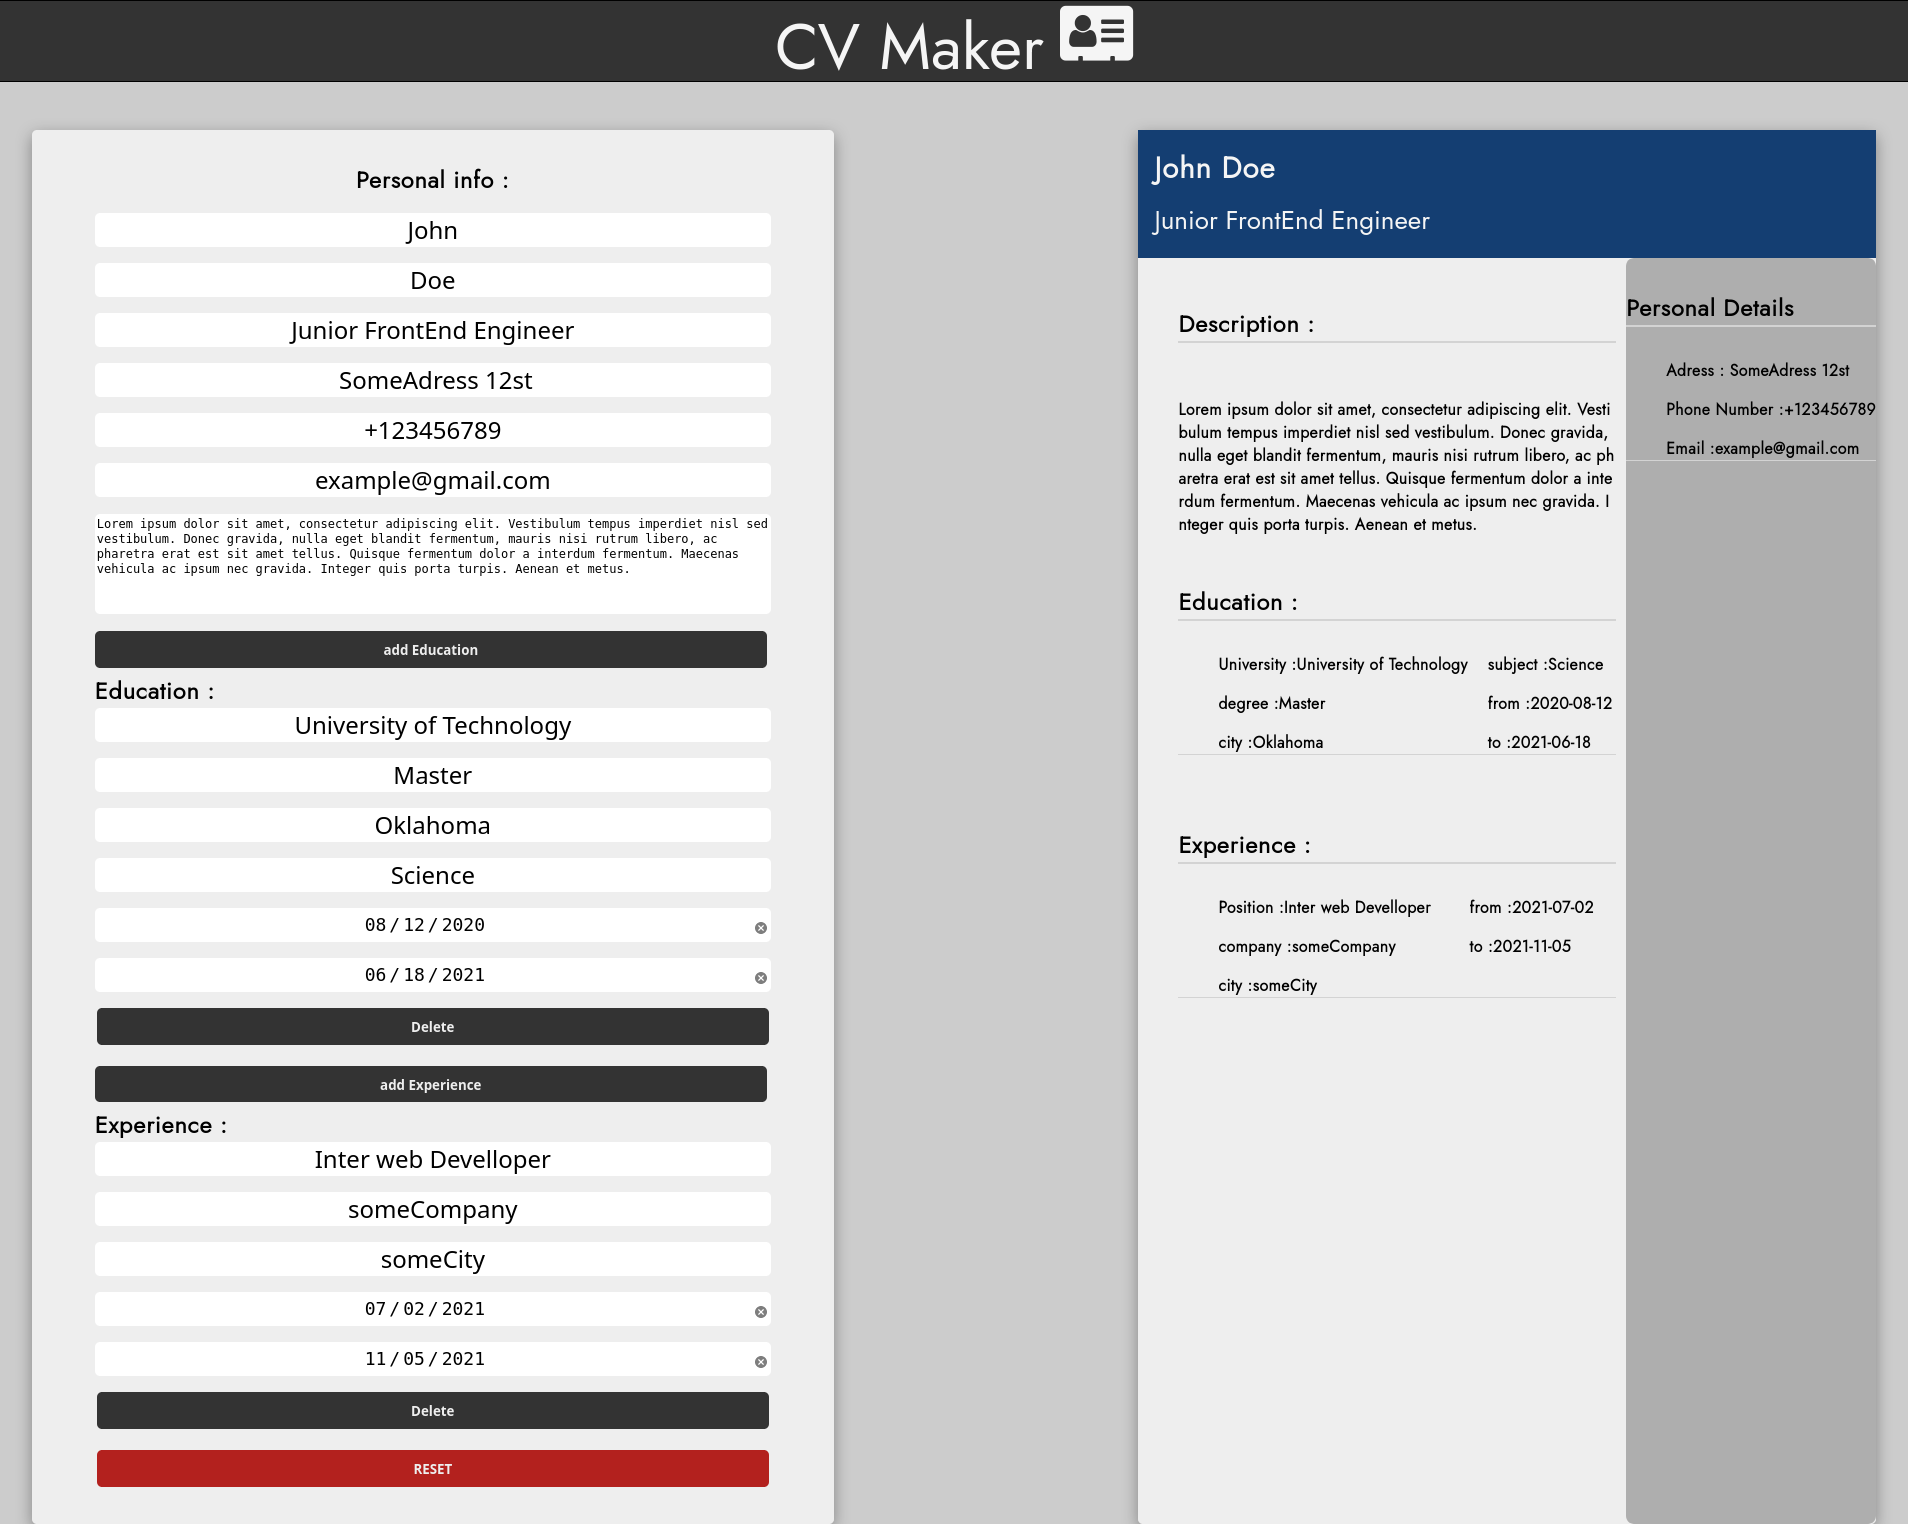 CV Maker
Personal info :
John
Doe
Junior FrontEnd Engineer
SomeAdress 12st
+123456789
example@gmail.com
Lorem ipsum dolor sit amet, consectetur adipiscing elit. Vestibulum tempus imperdiet nisl sed
vestibulum. Donec gravida, nulla eget blandit fermentum, mauris nisi rutrum libero, ac
pharetra erat est sit amet tellus. Quisque fermentum dolor a interdum fermentum. Maecenas
vehicula ac ipsum nec gravida. Integer quis porta turpis. Aenean et metus.
add Education
Education :
University of Technology
Master
Oklahoma
Science
08/12/2020
06/18/2021
Delete
add Experience
Experience :
Inter web Develloper
someCompany
someCity
07/02/2021
11/05/2021
Delete
RESET
John Doe
Junior FrontEnd Engineer
Description :
Lorem ipsum dolor sit amet, consectetur adipiscing elit. Vesti
bulum tempus imperdiet nisl sed vestibulum. Donec gravida,
nulla eget blandit fermentum, mauris nisi rutrum libero, ac ph
aretra erat est sit amet tellus. Quisque fermentum dolor a inte
rdum fermentum. Maecenas vehicula ac ipsum nec gravida. I
nteger quis porta turpis. Aenean et metus.
Education :
University :University of Technology
degree :Master
city :Oklahoma
subject :Science
from :2020-08-12
to :2021-06-18
Experience :
Position :Inter web Develloper
company :someCompany
city :someCity
from :2021-07-02
to :2021-11-05
Personal Details
Adress : SomeAdress 12st
Phone Number :+123456789
Email :example@gmail.com